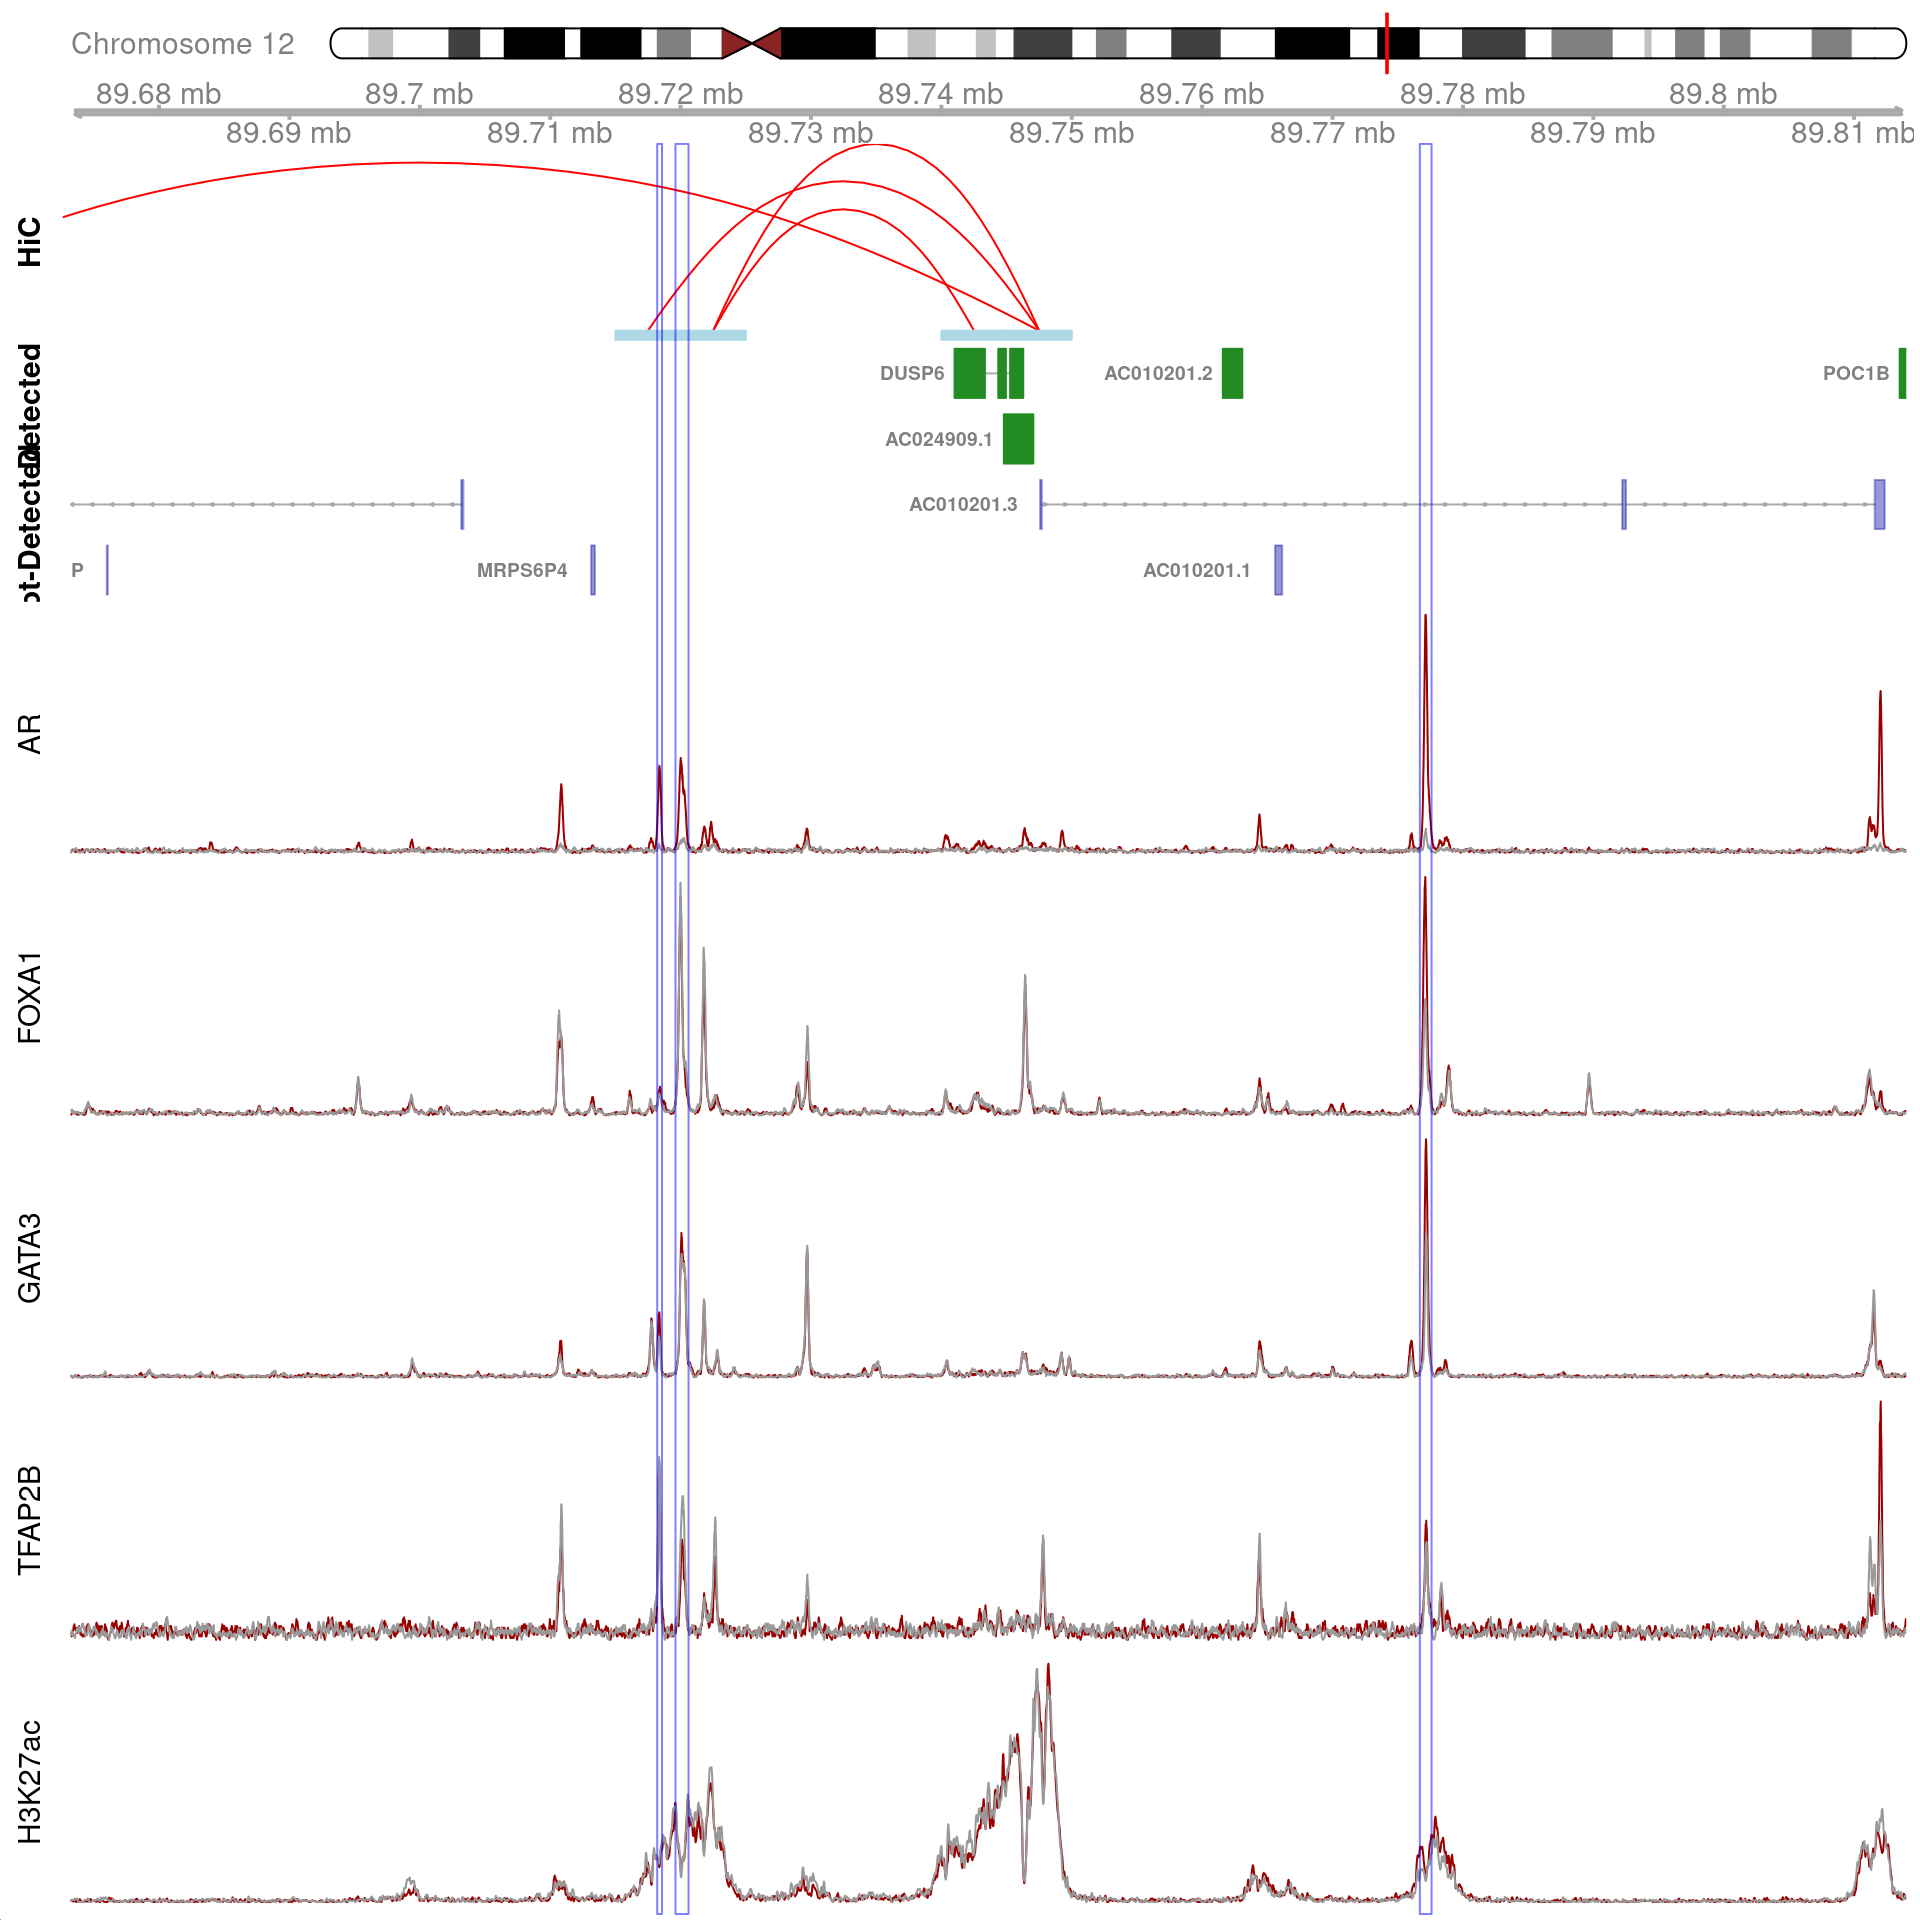 Chromosome 12
89.68 mb 89.7 mb 89.72 mb 89.74 mb 89.76 mb 89.78 mb 89.8 mb
89.69 mb 89.71 mb 89.73 mb 89.75 mb 89.77 mb 89.79 mb 89.81 mb
HiC
Detected
DUSP6 AC010201.2 POC1B
AC024909.1
ot-Detected
AC010201.3
P MRPS6P4 AC010201.1
AR
FOXA1
GATA3
TFAP2B
H3K27ac